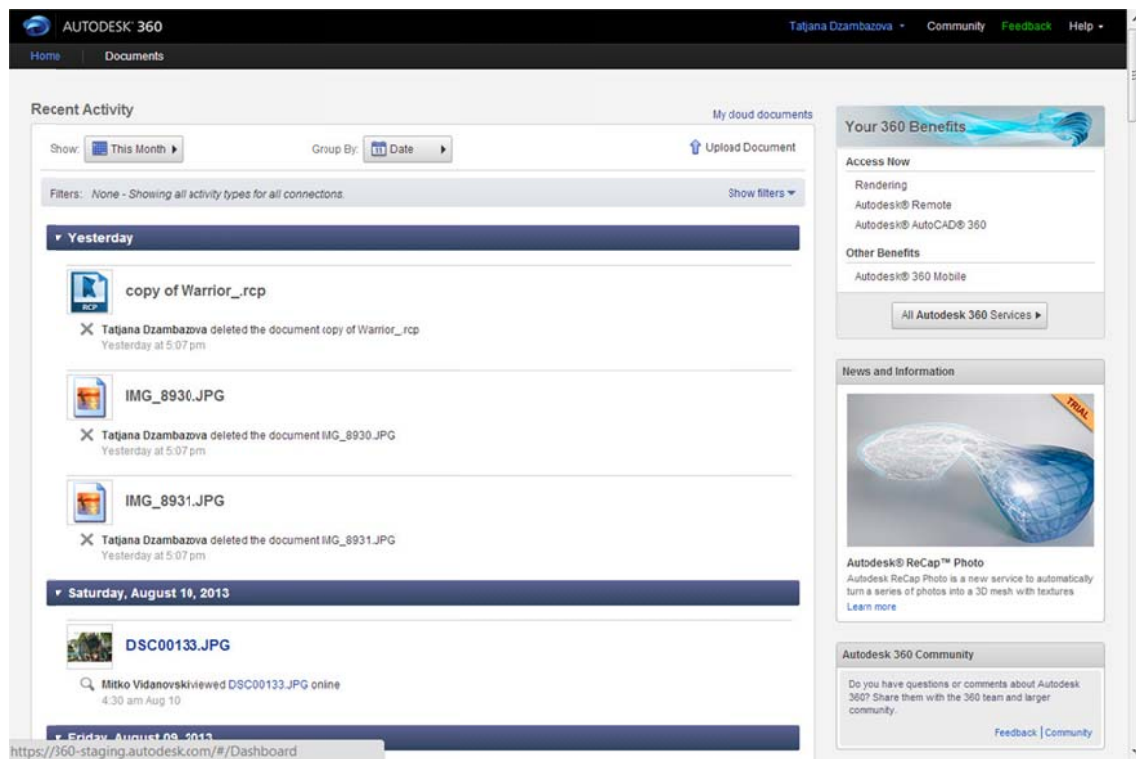 AUTODESK® 360
Tatjana Dzambazova
Community
Feedback
Help
Home
Documents
Recent Activity
My cloud documents
Show:
This Month
Group By:
11
Date
Upload Document
Filters: None - Showing all activity types for all connections.
Show filters
Yesterday
RCP
copy of Warrior_.rcp
Tatjana Dzambazova deleted the document copy of Warrior_.rcp
Yesterday at 5:07 pm
IMG_8930.JPG
Tatjana Dzambazova deleted the document IMG_8930.JPG
Yesterday at 5:07 pm
IMG_8931.JPG
Tatjana Dzambazova deleted the document IMG_8931.JPG
Yesterday at 5:07 pm
Saturday, August 10, 2013
DSC00133.JPG
Mitko Vidanovskiviewed DSC00133.JPG online
4:30 am Aug 10
Friday, August 09, 2013
https://360-staging.autodesk.com/#/Dashboard
Your 360 Benefits
Access Now
Rendering
Autodesk® Remote
Autodesk® AutoCAD® 360
Other Benefits
Autodesk® 360 Mobile
All Autodesk 360 Services
News and Information
TRIAL
Autodesk® ReCap™ Photo
Autodesk ReCap Photo is a new service to automatically
turn a series of photos into a 3D mesh with textures
Learn more
Autodesk 360 Community
Do you have questions or comments about Autodesk
360? Share them with the 360 team and larger
community.
Feedback | Community